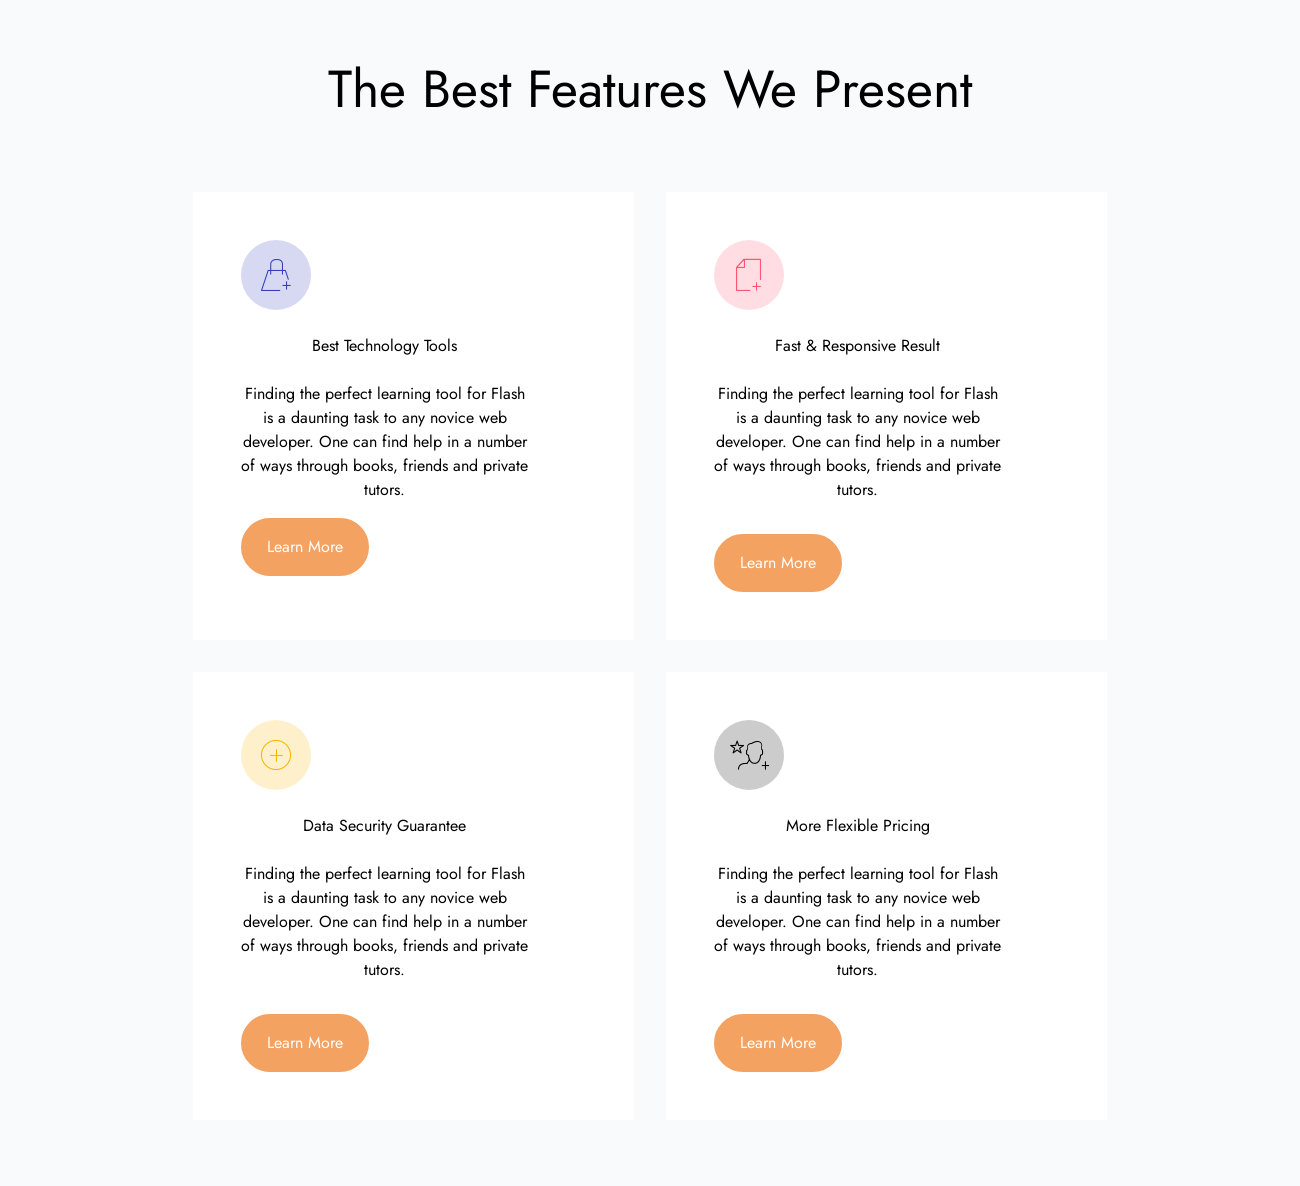 The Best Features We Present
Best Technology Tools
Finding the perfect learning tool for Flash
is a daunting task to any novice web
developer. One can find help in a number
of ways through books, friends and private
tutors.
Learn More
Fast & Responsive Result
Finding the perfect learning tool for Flash
is a daunting task to any novice web
developer. One can find help in a number
of ways through books, friends and private
tutors.
Learn More
Data Security Guarantee
Finding the perfect learning tool for Flash
is a daunting task to any novice web
developer. One can find help in a number
of ways through books, friends and private
tutors.
Learn More
More Flexible Pricing
Finding the perfect learning tool for Flash
is a daunting task to any novice web
developer. One can find help in a number
of ways through books, friends and private
tutors.
Learn More